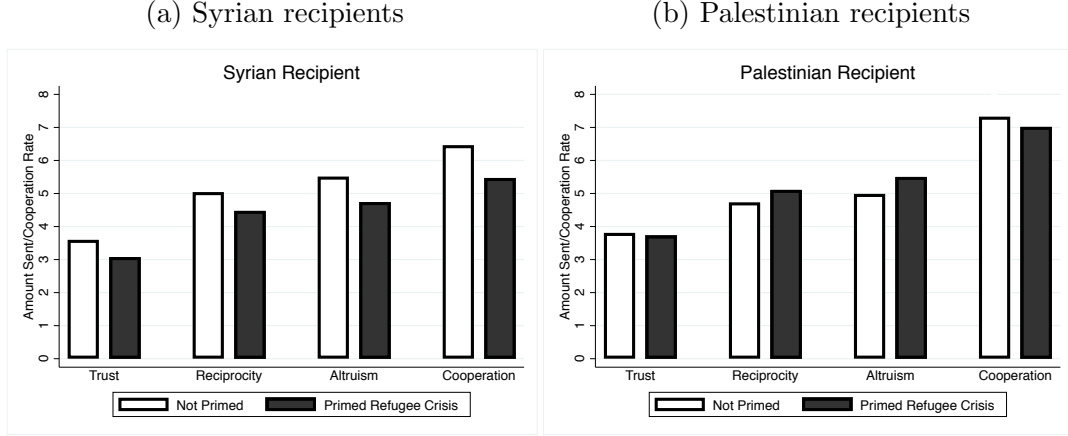 (a) Syrian recipients
Syrian Recipient
Amount Sent/Cooperation Rate
8
7
6
5
4
3
2
1
0
Trust Reciprocity Altruism Cooperation
Not Primed Primed Refugee Crisis
(b) Palestinian recipients
Palestinian Recipient
Amount Sent/Cooperation Rate
8
7
6
5
4
3
2
1
0
Trust Reciprocity Altruism Cooperation
Not Primed Primed Refugee Crisis